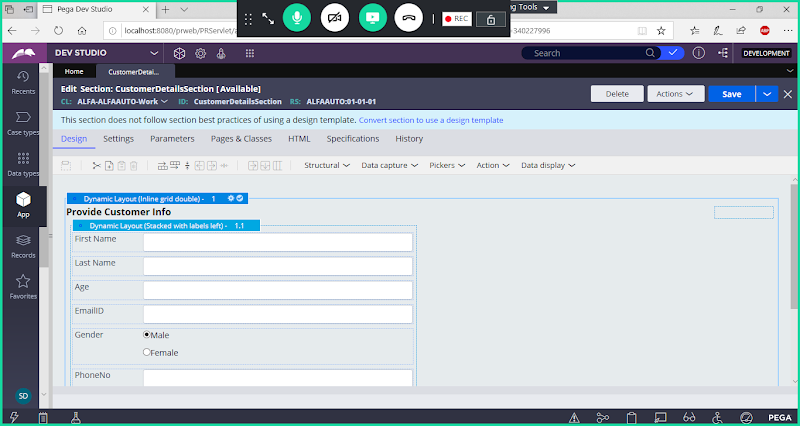 Pega Dev Studio
ng Tools
REC
localhost:8080/prweb/PRServlet/
=-340227996
ABP
DEV STUDIO
Search
DEVELOPMENT
Home
CustomerDetai...
Edit Section: CustomerDetailsSection [Available]
CL: ALFA-ALFAAUTO-Work ID: CustomerDetailsSection RS: ALFAAUTO:01-01-01
Delete
Actions
Save
This section does not follow section best practices of using a design template. Convert section to use a design template
Design Settings Parameters Pages & Classes HTML Specifications History
Structural Data capture Pickers Action Data display
Recents
Case types
Data types
App
Records
Favorites
SD
Dynamic Layout (Inline grid double) - 1
Provide Customer Info
Dynamic Layout (Stacked with labels left) - 1.1
First Name
Last Name
Age
EmailID
Gender Male
Female
PhoneNo
PEGA